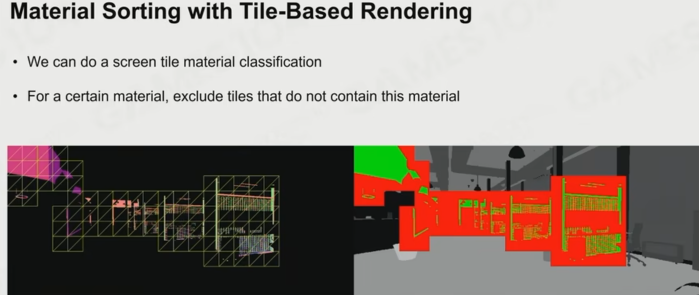 Material Sorting with Tile-Based Rendering
• We can do a screen tile material classification
• For a certain material, exclude tiles that do not contain this material